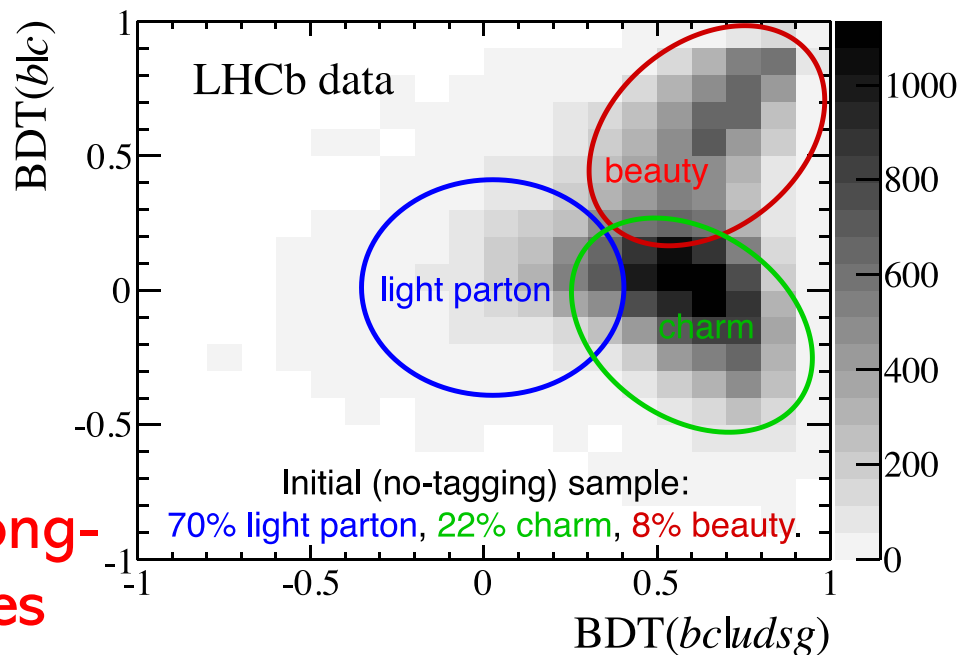 1
LHCb data
BDT(b|c)
1000
0.5
beauty
800
light parton
0
600
charm
400
-0.5
Initial (no-tagging) sample:
200
70% light parton, 22% charm, 8% beauty.
ong-
-1
0
-1
-0.5
0
0.5
1
es
BDT(bc|udsg)